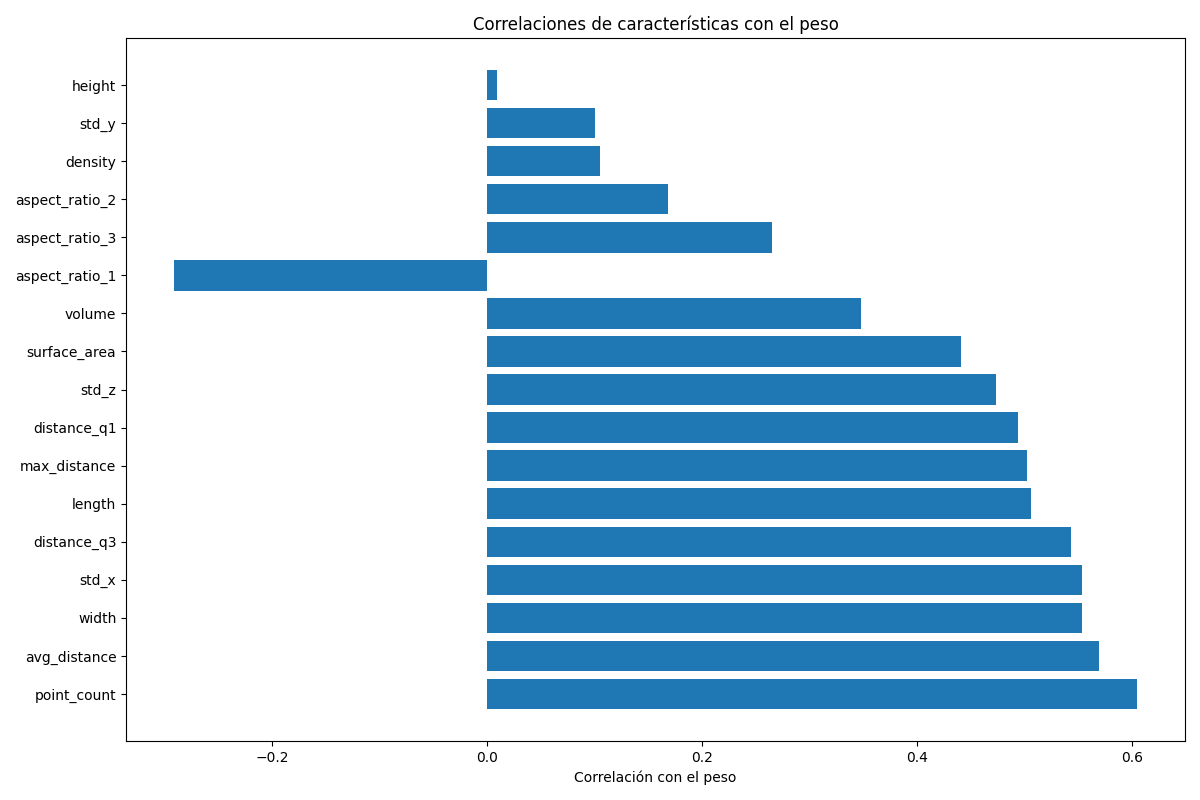 Correlaciones de características con el peso
height
std_y
density
aspect_ratio_2
aspect_ratio_3
aspect_ratio_1
volume
surface_area
std_z
distance_q1
max_distance
length
distance_q3
std_x
width
avg_distance
point_count
−0.2 0.0 0.2 0.4 0.6
Correlación con el peso